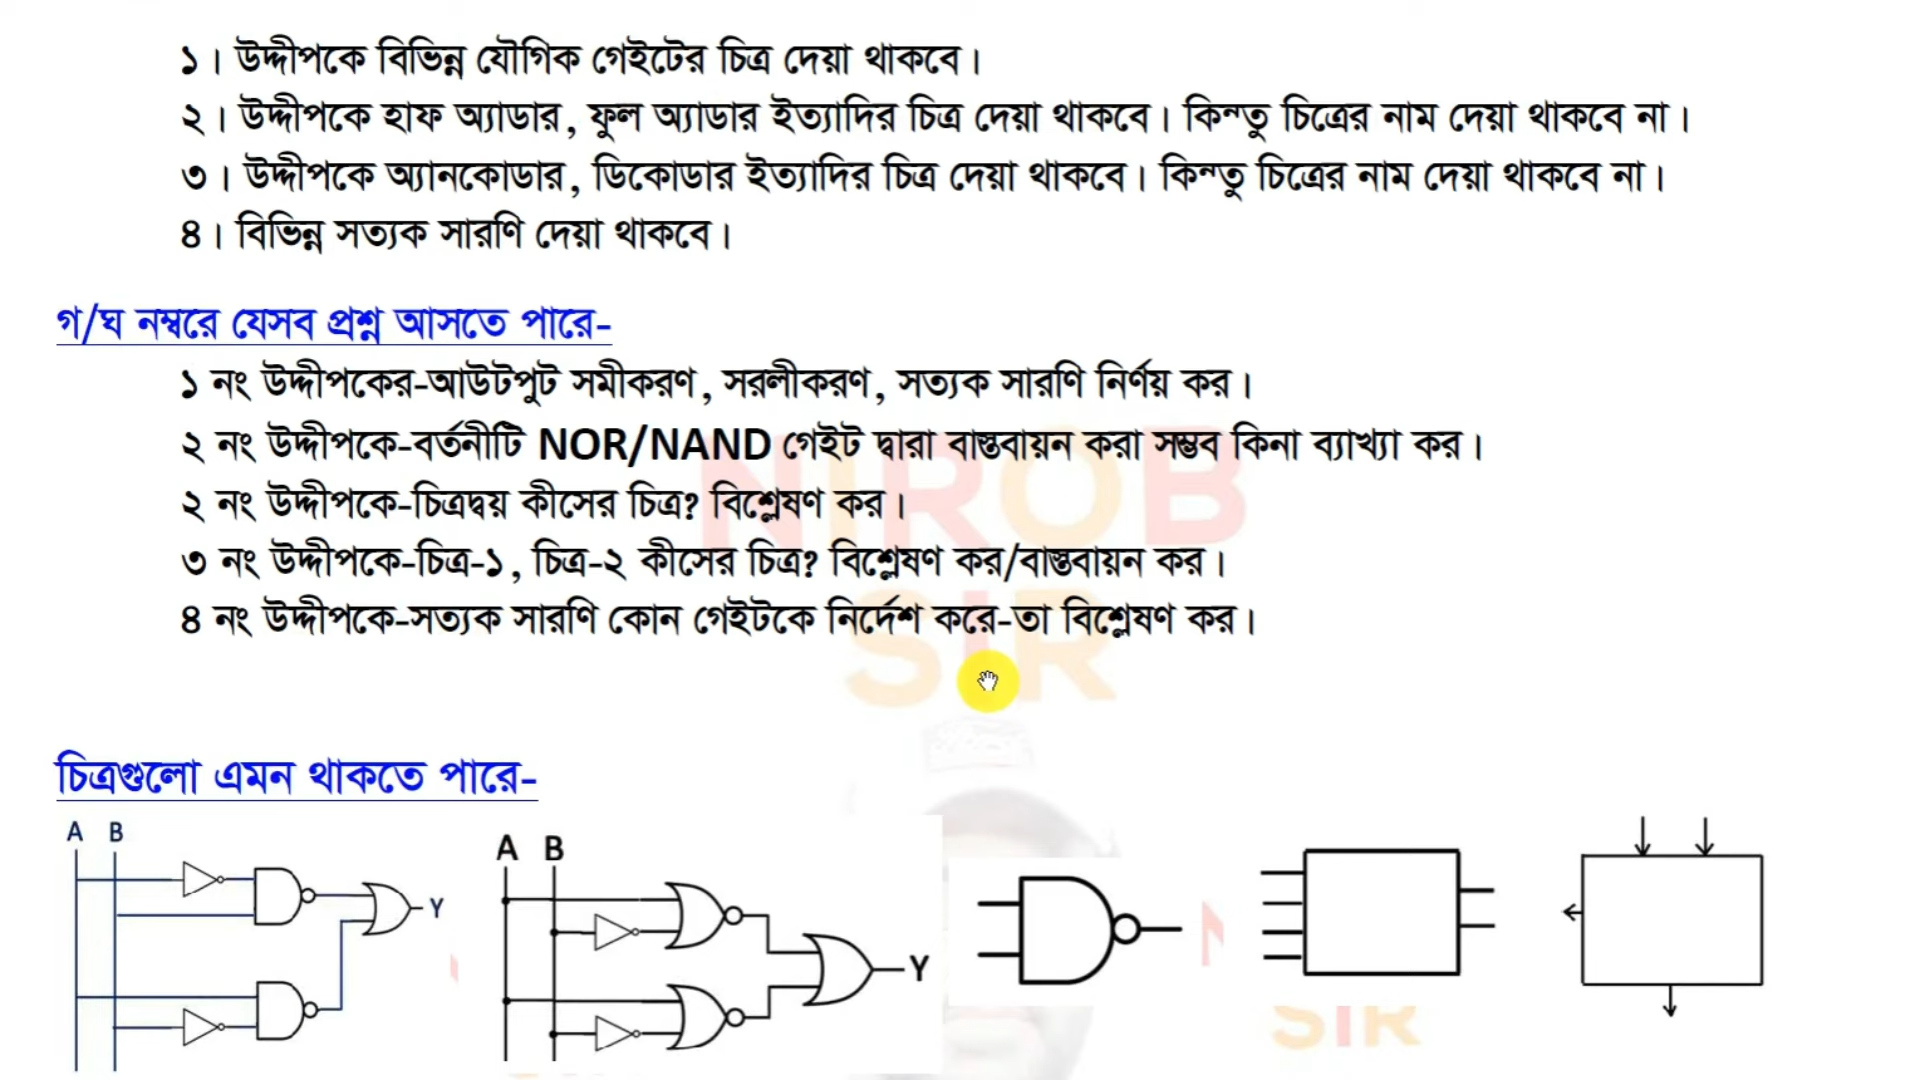 ১। উদ্দীপকে বিভিন্ন যৌগিক গেইটের চিত্র দেয়া থাকবে।
২। উদ্দীপকে হাফ অ্যাডার, ফুল অ্যাডার ইত্যাদির চিত্র দেয়া থাকবে। কিন্তু চিত্রের নাম দেয়া থাকবে না।
৩। উদ্দীপকে অ্যানকোডার, ডিকোডার ইত্যাদির চিত্র দেয়া থাকবে। কিন্তু চিত্রের নাম দেয়া থাকবে না।
৪। বিভিন্ন সত্যক সারণি দেয়া থাকবে।
গ/ঘ নম্বরে যেসব প্রশ্ন আসতে পারে-
১ নং উদ্দীপকের-আউটপুট সমীকরণ, সরলীকরণ, সত্যক সারণি নির্ণয় কর।
২ নং উদ্দীপকে-বর্তনীটি NOR/NAND গেইট দ্বারা বাস্তবায়ন করা সম্ভব কিনা ব্যাখ্যা কর।
২ নং উদ্দীপকে-চিত্রদ্বয় কীসের চিত্র? বিশ্লেষণ কর।
৩ নং উদ্দীপকে-চিত্র-১, চিত্র-২ কীসের চিত্র? বিশ্লেষণ কর/বাস্তবায়ন কর।
৪ নং উদ্দীপকে-সত্যক সারণি কোন গেইটকে নির্দেশ করে-তা বিশ্লেষণ কর।
NIROB
SIR
চিত্রগুলো এমন থাকতে পারে-
A B
Y
A B
Y
SIR